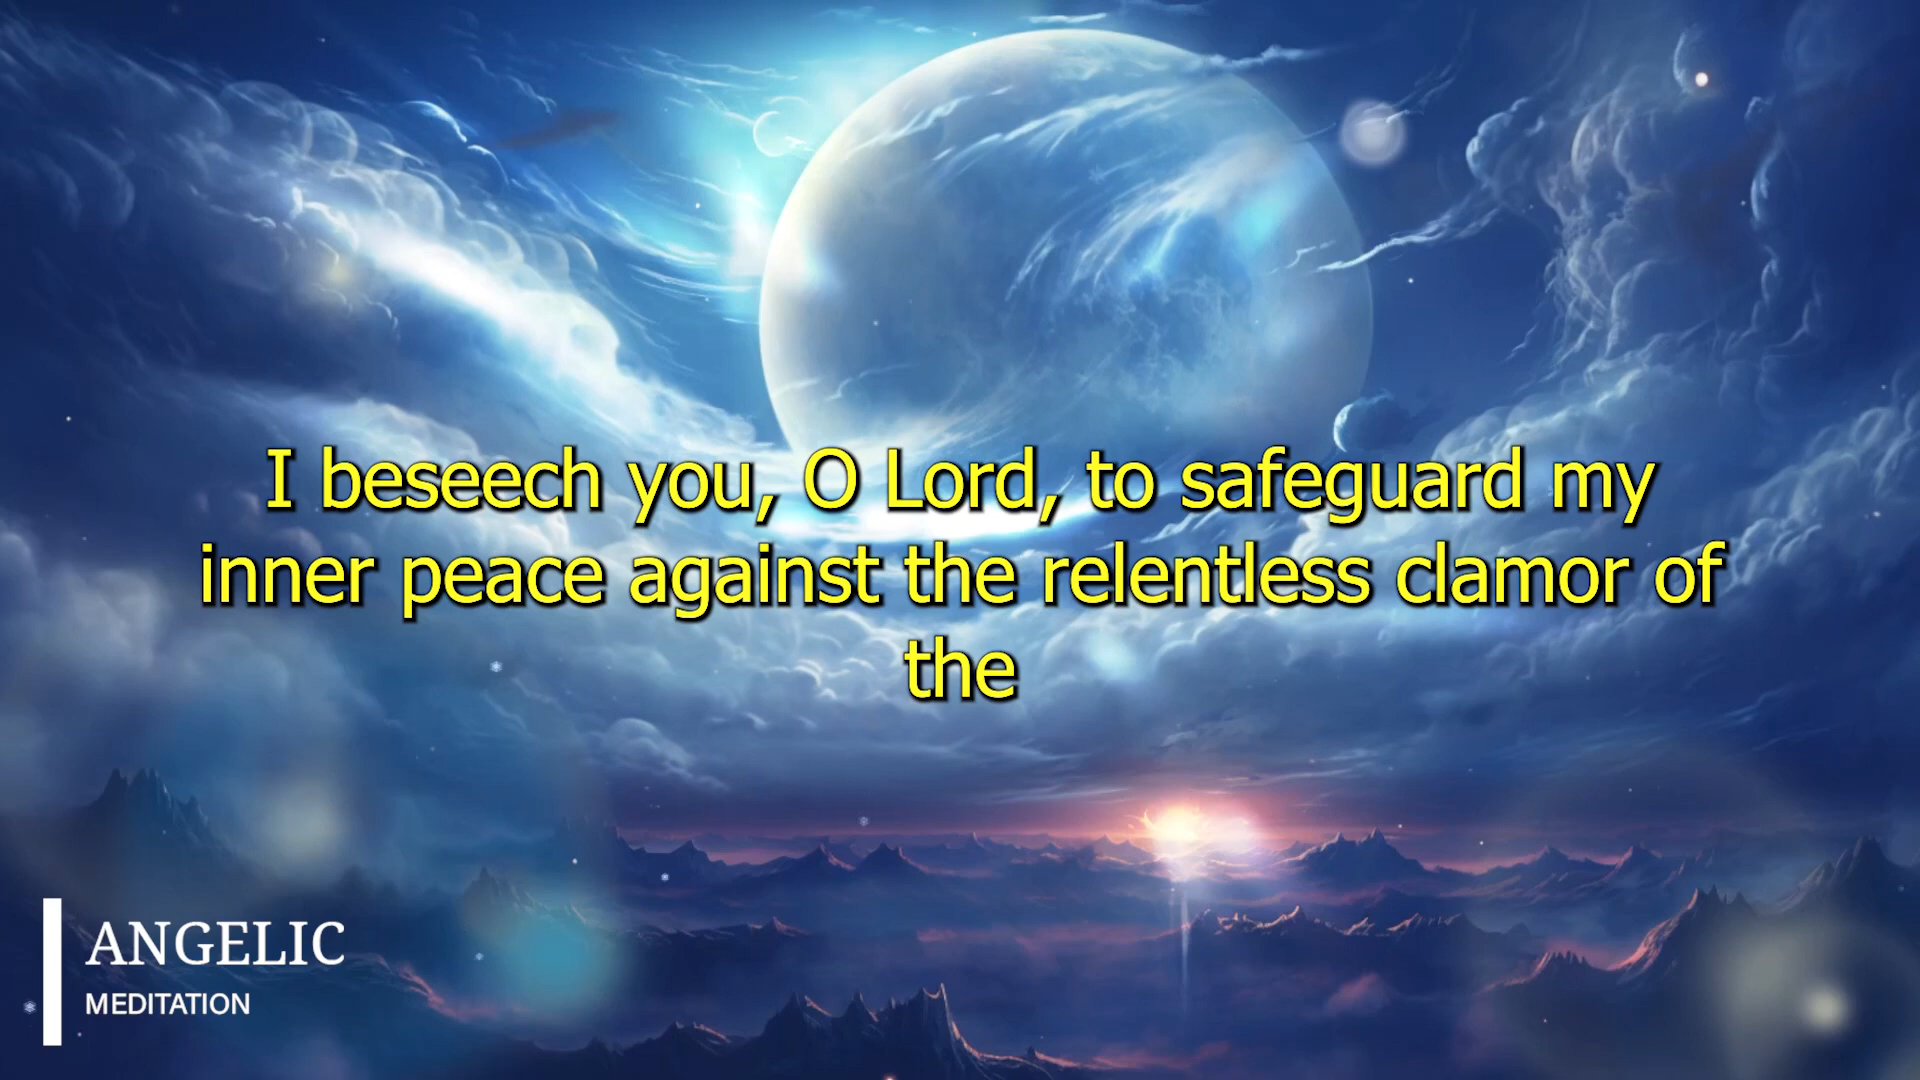 I beseech you, O Lord, to safeguard my
inner peace against the relentless clamor of
the
ANGELIC
MEDITATION